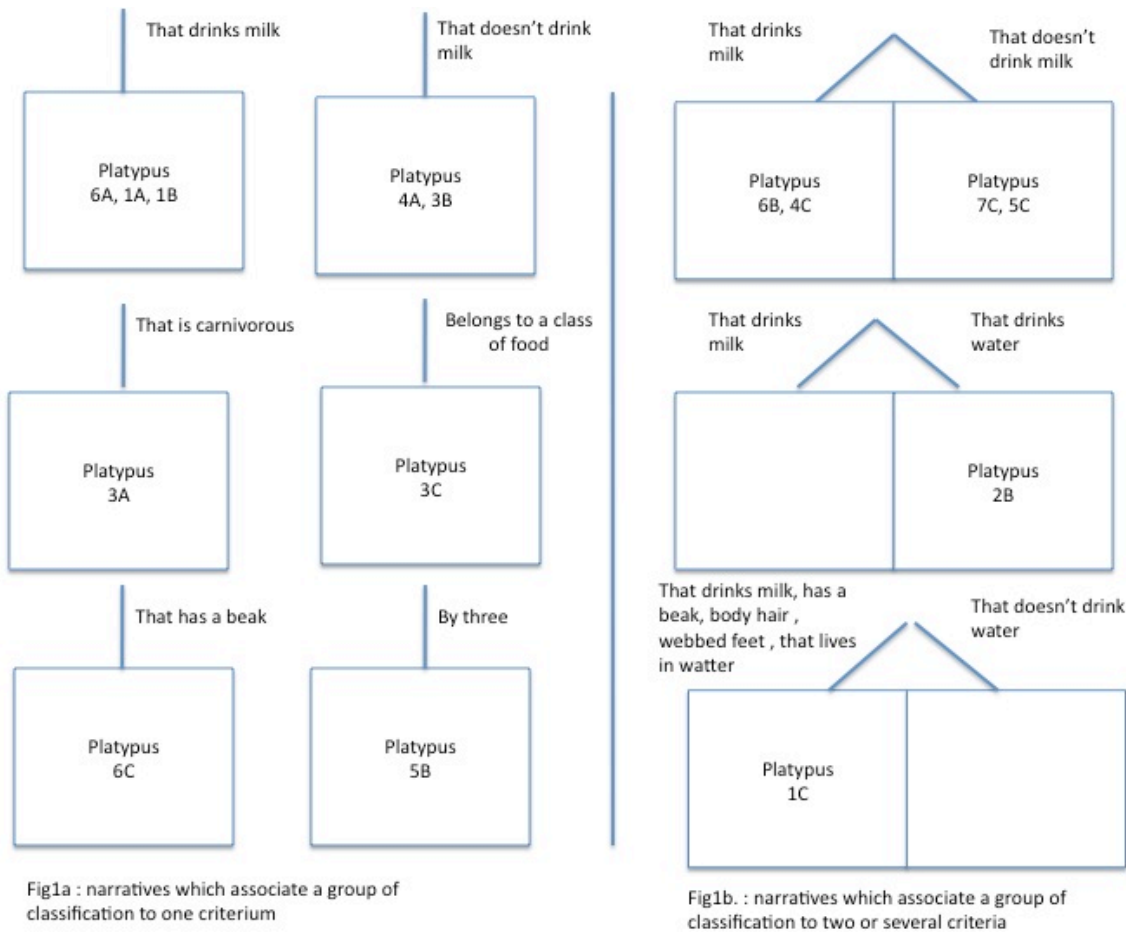 That drinks milk
Platypus
6A, 1A, 1B
That doesn't drink
milk
Platypus
4A, 3B
That is carnivorous
Platypus
3A
Belongs to a class
of food
Platypus
3C
That has a beak
Platypus
6C
By three
Platypus
5B
Fig1a : narratives which associate a group of
classification to one criterium
That drinks
milk
That doesn't
drink milk
Platypus
6B, 4C
Platypus
7C, 5C
That drinks
milk
That drinks
water
Platypus
2B
That drinks milk, has a
beak, body hair ,
webbed feet , that lives
in watter
That doesn't drink
water
Platypus
1C
Fig1b. : narratives which associate a group of
classification to two or several criteria